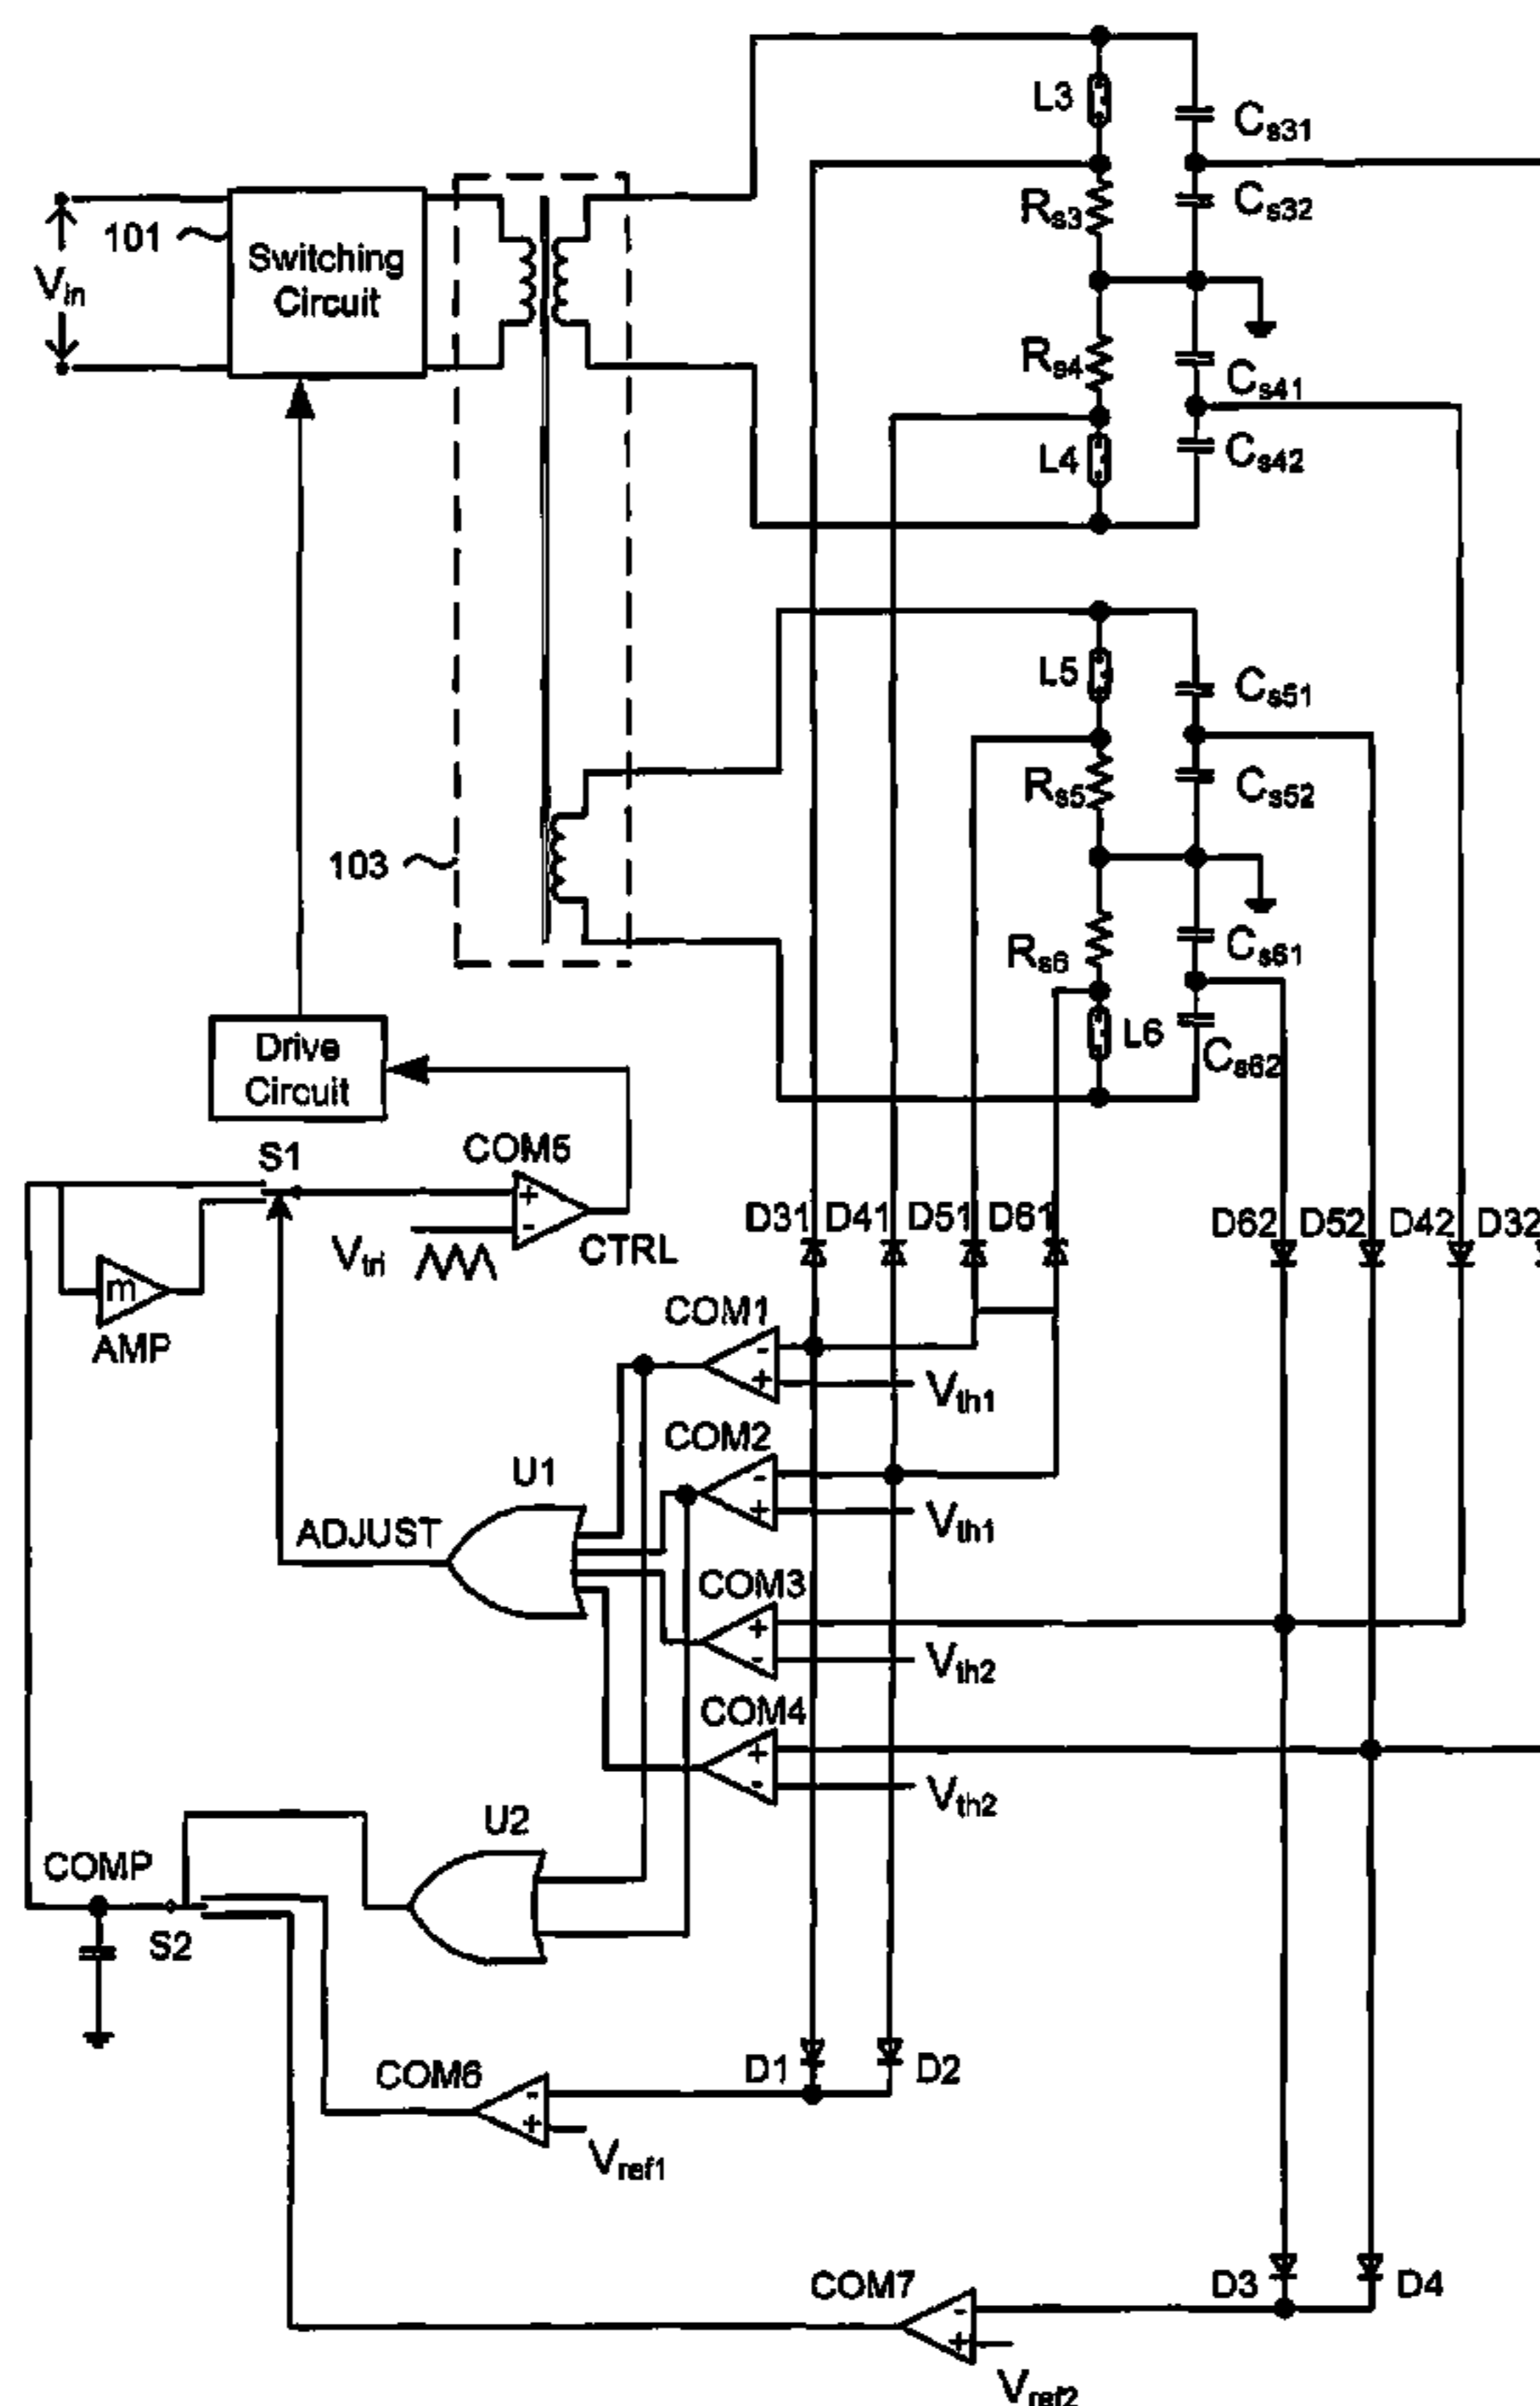 L3
Cs31
101
Vin
Switching
Circuit
Rs3
Cs32
Rs4
Cs41
L4
Cs42
L5
Cs51
Rs5
Cs52
103
Rs6
Cs61
L6
Cs62
Drive
Circuit
S1
COM5
+
-
CTRL
Vtri
m
AMP
D31 D41 D51 D61
D62 D52 D42 D32
COM1
-
+
Vth1
COM2
-
+
Vth1
U1
ADJUST
COM3
+
-
Vth2
COM4
+
-
Vth2
U2
COMP
S2
COM6
-
+
Vref1
D1
D2
COM7
-
+
Vref2
D3
D4